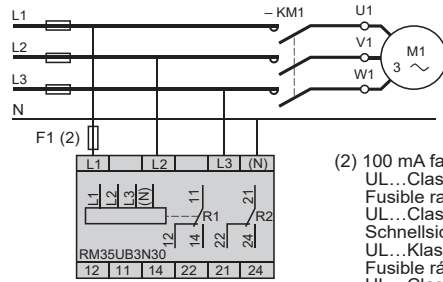 L1
– KM1
U1
L2
V1
M1
3 ~
L3
W1
N
F1 (2)
L1 L2 L3 (N)
L1
L2
L3
(N)
11
21
R1
R2
12
14
22
24
RM35UB3N30
12 11 14 22 21 24
(2) 100 mA fa
UL...Clas
Fusible ra
UL...Clas
Schnellsic
UL...Klas
Fusible rá